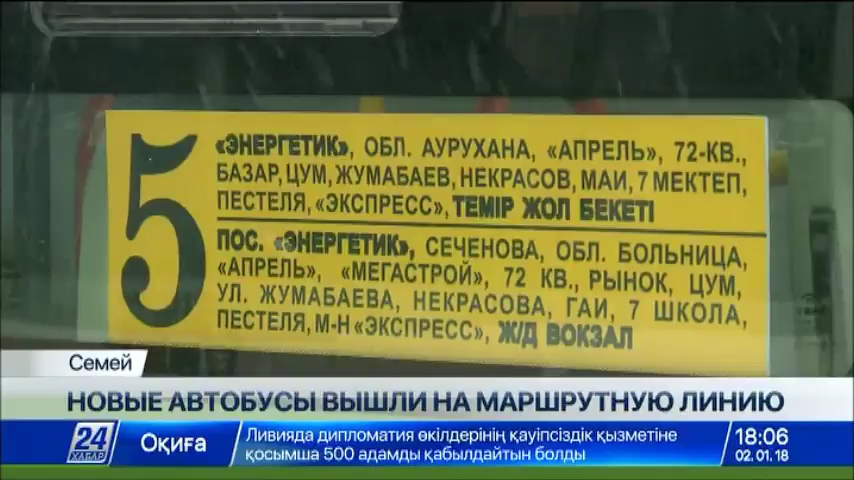 5
«ЭНЕРГЕТИК», ОБЛ. АУРУХАНА, «АПРЕЛЬ», 72-КВ.,
БАЗАР, ЦУМ, ЖУМАБАЕВ, НЕКРАСОВ, МАИ, 7 МЕКТЕП,
ПЕСТЕЛЯ, «ЭКСПРЕСС», ТЕМІР ЖОЛ БЕКЕТІ
ПОС. «ЭНЕРГЕТИК», СЕЧЕНОВА, ОБЛ. БОЛЬНИЦА,
«АПРЕЛЬ», «МЕГАСТРОЙ», 72 КВ., РЫНОК, ЦУМ,
УЛ. ЖУМАБАЕВА, НЕКРАСОВА, ГАИ, 7 ШКОЛА,
ПЕСТЕЛЯ, М-Н «ЭКСПРЕСС», Ж/Д ВОКЗАЛ
Семей
НОВЫЕ АВТОБУСЫ ВЫШЛИ НА МАРШРУТНУЮ ЛИНИЮ
24
ХАБАР
Оқиға
Ливияда дипломатия өкілдерінің қауіпсіздік қызметіне
қосымша 500 адамды қабылдайтын болды
18:06
02.01.18